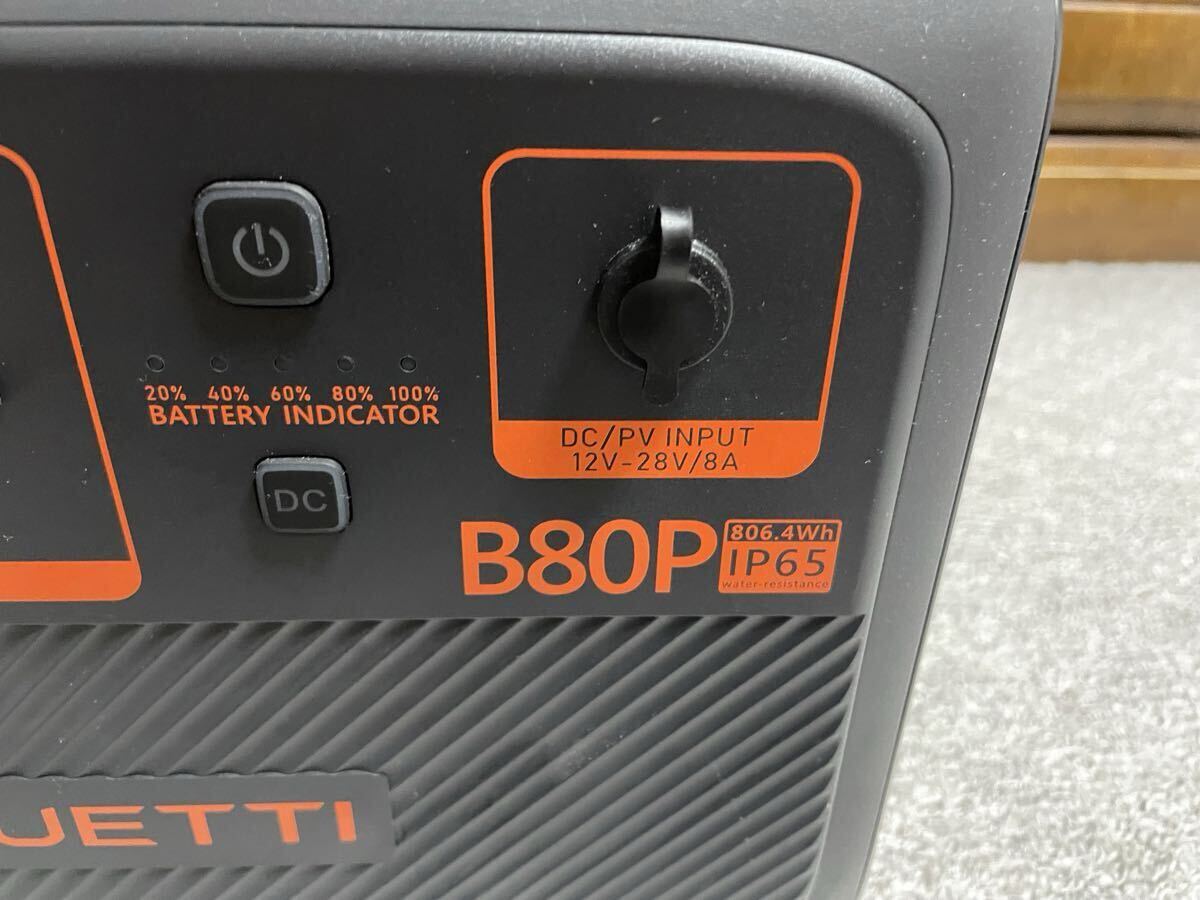 20% 40% 60% 80% 100%
BATTERY INDICATOR
DC
DC/PV INPUT
12V-28V/8A
B80P
806.4Wh
IP65
water-resistance
UETTI